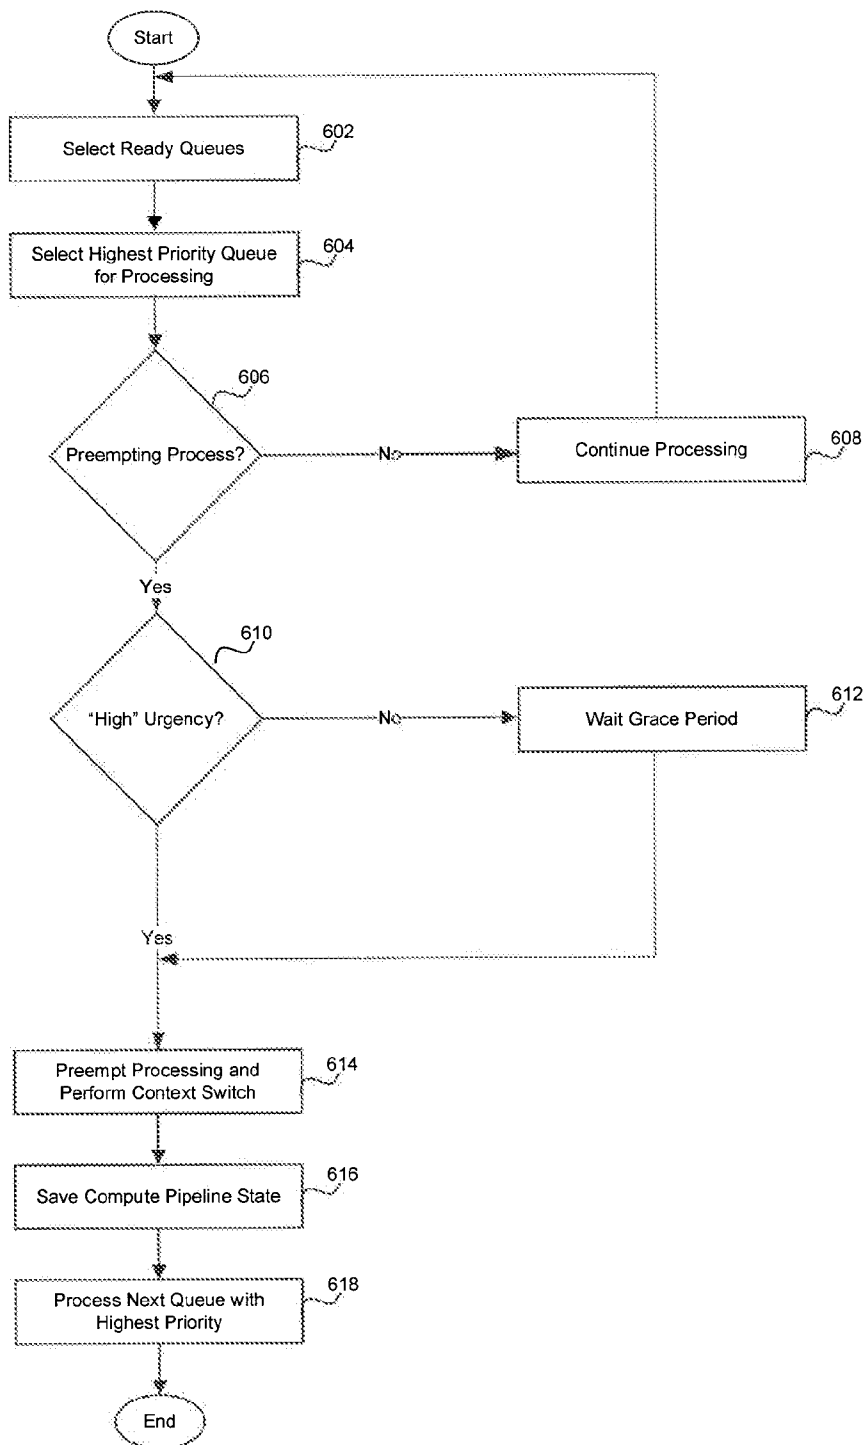 Start
Select Ready Queues
602
Select Highest Priority Queue
for Processing
604
606
Preempting Process?
No
Continue Processing
608
Yes
610
"High" Urgency?
No
Wait Grace Period
612
Yes
Preempt Processing and
Perform Context Switch
614
Save Compute Pipeline State
616
Process Next Queue with
Highest Priority
618
End